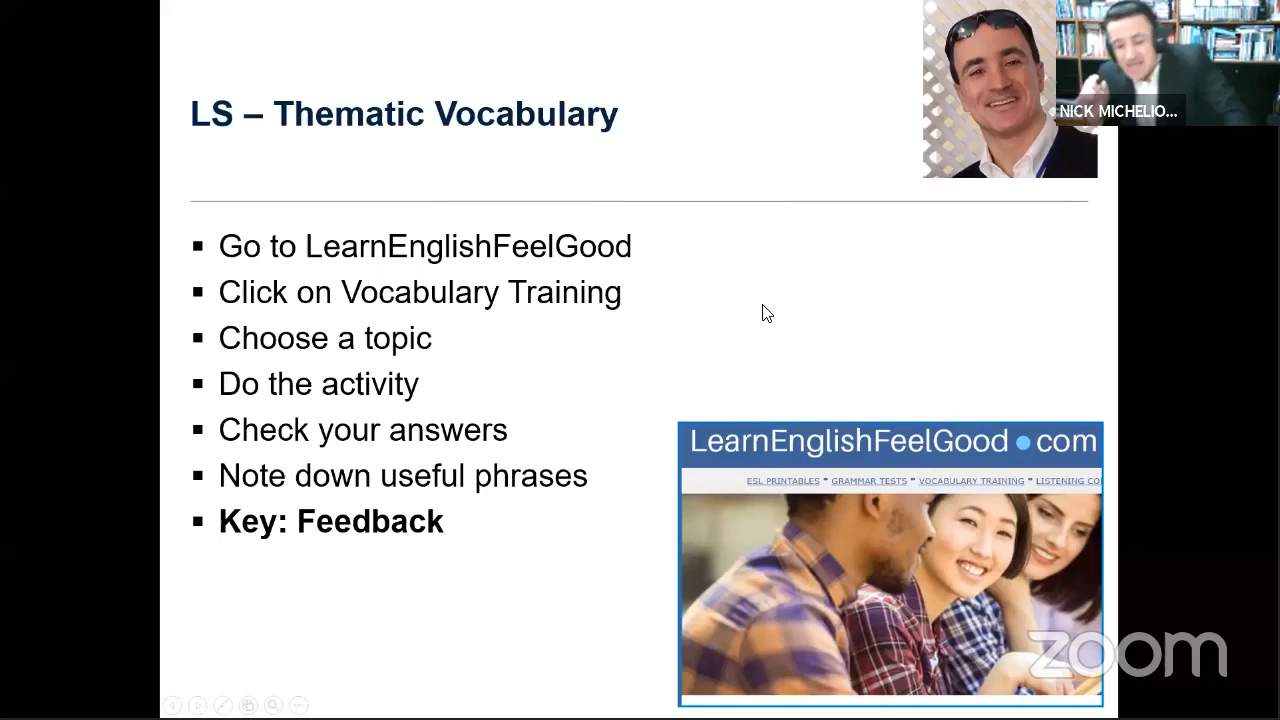 LS – Thematic Vocabulary
NICK MICHELIO...
▪ Go to LearnEnglishFeelGood
▪ Click on Vocabulary Training
▪ Choose a topic
▪ Do the activity
▪ Check your answers
▪ Note down useful phrases
▪ Key: Feedback
LearnEnglishFeelGood • com
ESL PRINTABLES * GRAMMAR TESTS * VOCABULARY TRAINING * LISTENING CO
zoom